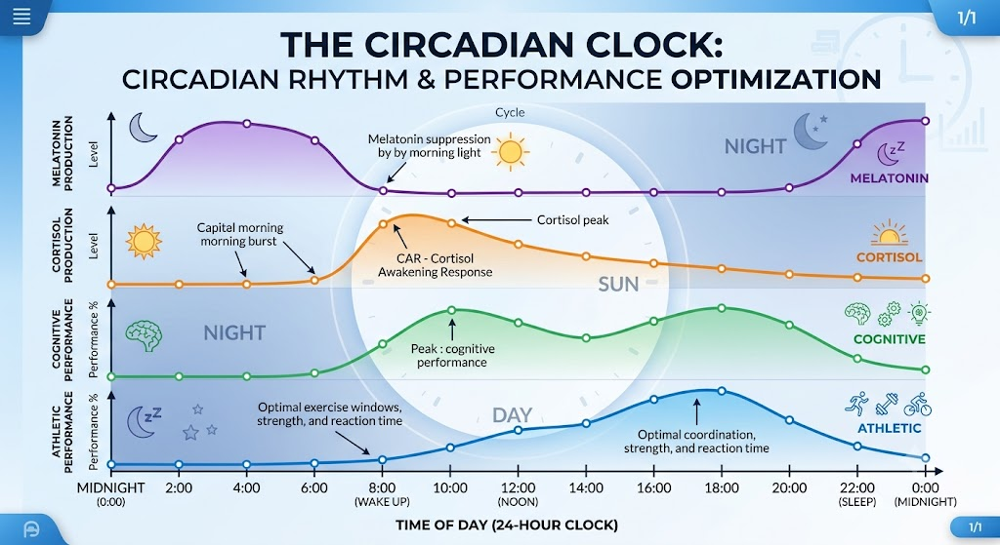 1/1
THE CIRCADIAN CLOCK:
CIRCADIAN RHYTHM & PERFORMANCE OPTIMIZATION
Cycle
MELATONIN
PRODUCTION
Level
Melatonin suppression
by by morning light
NIGHT
zZ
MELATONIN
CORTISOL
PRODUCTION
Level
Capital morning
morning burst
CAR - Cortisol
Awakening Response
Cortisol peak
SUN
CORTISOL
COGNITIVE
PERFORMANCE
Performance %
NIGHT
Peak : cognitive
performance
COGNITIVE
ATHLETIC
PERFORMANCE
Performance %
zZ
Optimal exercise windows,
strength, and reaction time
DAY
Optimal coordination,
strength, and reaction time
ATHLETIC
MIDNIGHT 2:00 4:00 6:00 8:00 10:00 12:00 14:00 16:00 18:00 20:00 22:00 0:00
(0:00) (WAKE UP) (NOON) (SLEEP) (MIDNIGHT)
TIME OF DAY (24-HOUR CLOCK)
1/1